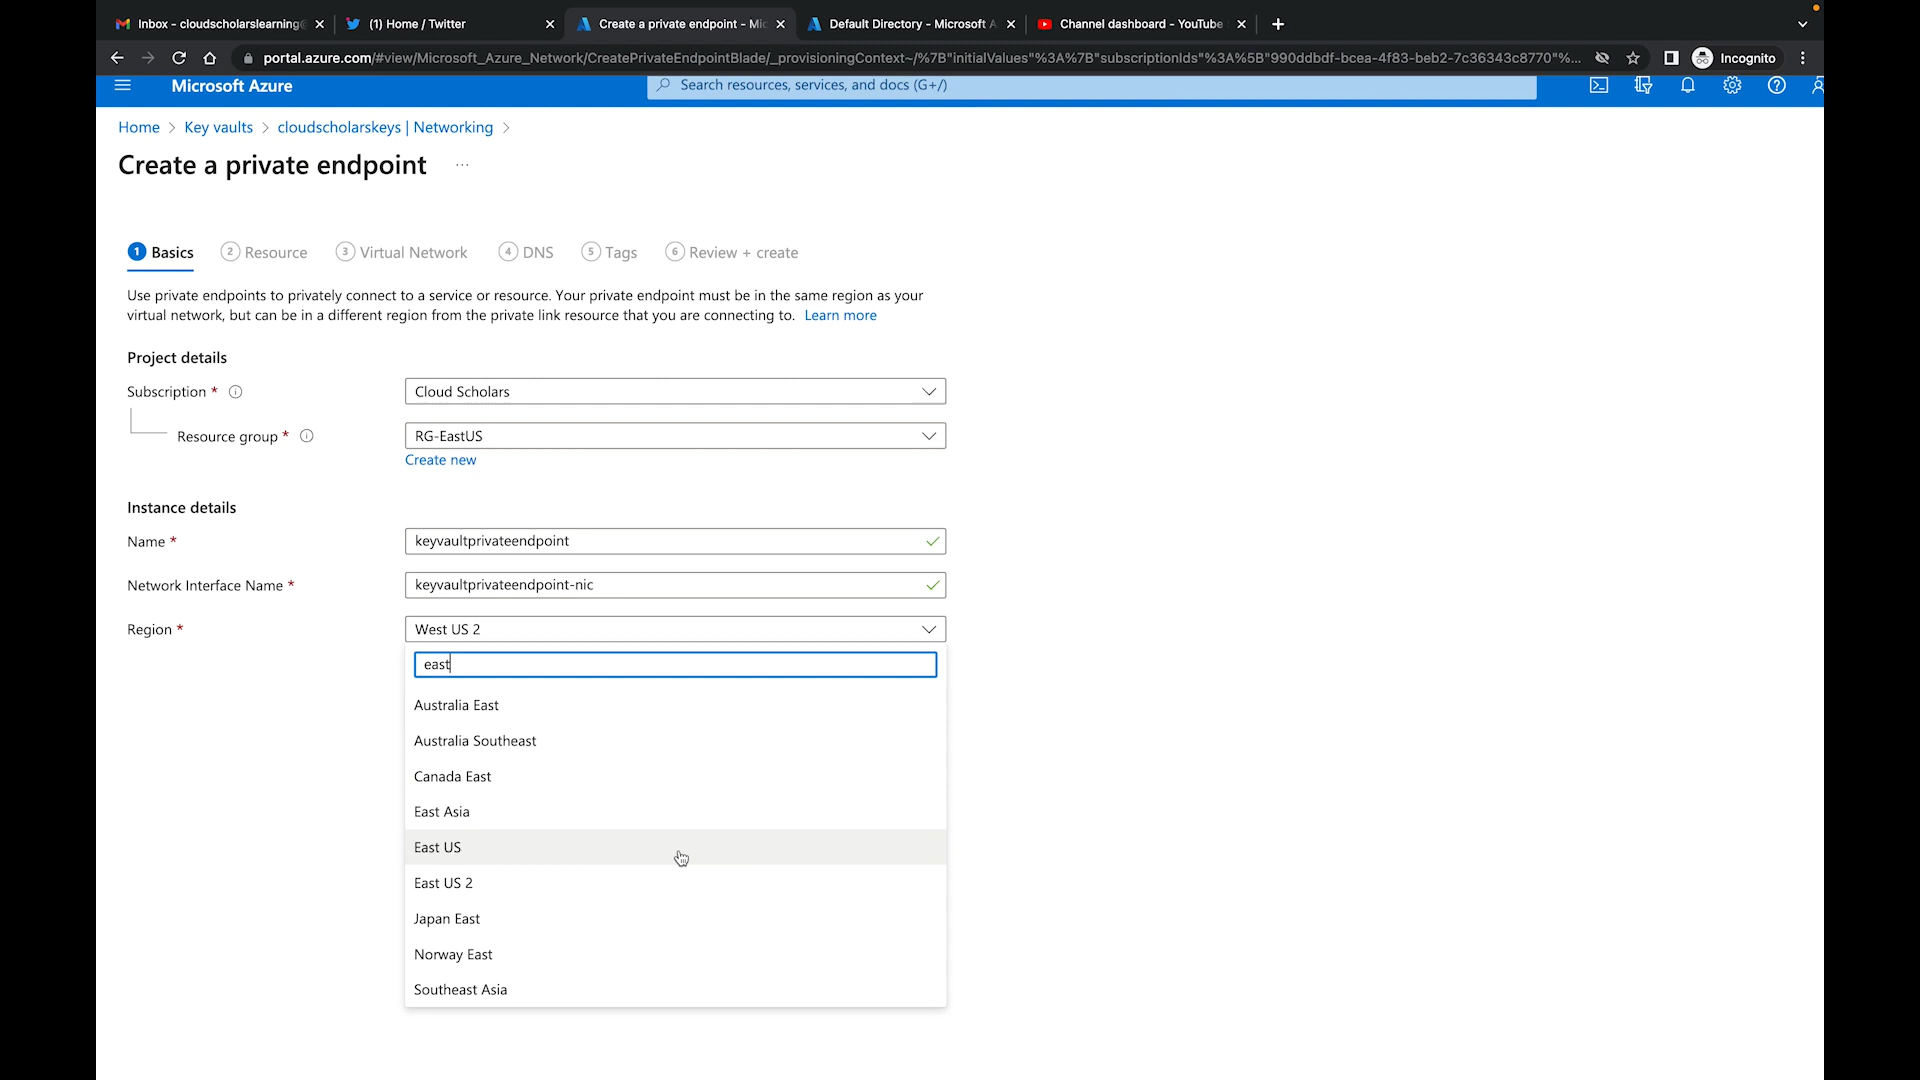 Inbox - cloudscholarslearning@
(1) Home / Twitter
Create a private endpoint - Mic
Default Directory - Microsoft A
Channel dashboard - YouTube
portal.azure.com/#view/Microsoft_Azure_Network/CreatePrivateEndpointBlade/_provisioningContext~/%7B"initialValues"%3A%7B"subscriptionIds"%3A%5B"990ddbdf-bcea-4f83-beb2-7c36343c8770"%...
Incognito
Microsoft Azure
Search resources, services, and docs (G+/)
Home > Key vaults > cloudscholarskeys | Networking >
Create a private endpoint ...
1 Basics
2 Resource
3 Virtual Network
4 DNS
5 Tags
6 Review + create
Use private endpoints to privately connect to a service or resource. Your private endpoint must be in the same region as your
virtual network, but can be in a different region from the private link resource that you are connecting to. Learn more
Project details
Subscription *
Cloud Scholars
Resource group *
RG-EastUS
Create new
Instance details
Name *
keyvaultprivateendpoint
Network Interface Name *
keyvaultprivateendpoint-nic
Region *
West US 2
east
Australia East
Australia Southeast
Canada East
East Asia
East US
East US 2
Japan East
Norway East
Southeast Asia